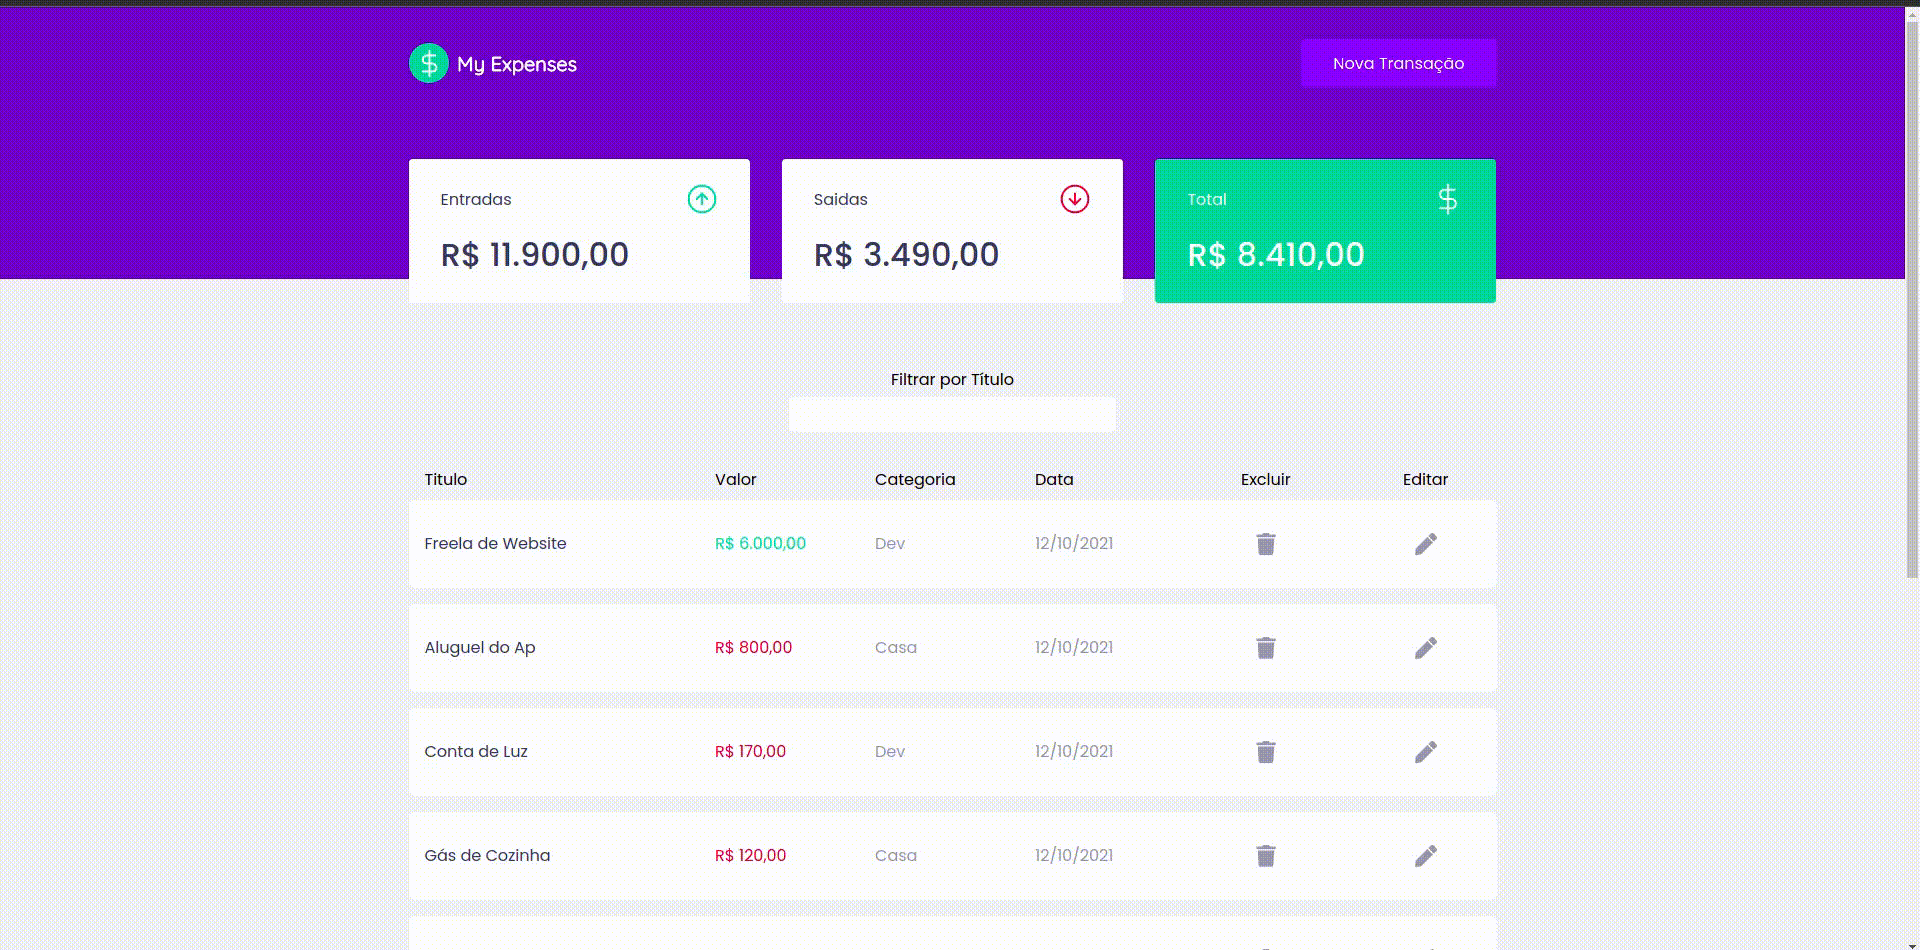 My Expenses
Nova Transação
Entradas
R$ 11.900,00
Saidas
R$ 3.490,00
Total
R$ 8.410,00
Filtrar por Título
Titulo Valor Categoria Data Excluir Editar
Freela de Website R$ 6.000,00 Dev 12/10/2021
Aluguel do Ap R$ 800,00 Casa 12/10/2021
Conta de Luz R$ 170,00 Dev 12/10/2021
Gás de Cozinha R$ 120,00 Casa 12/10/2021